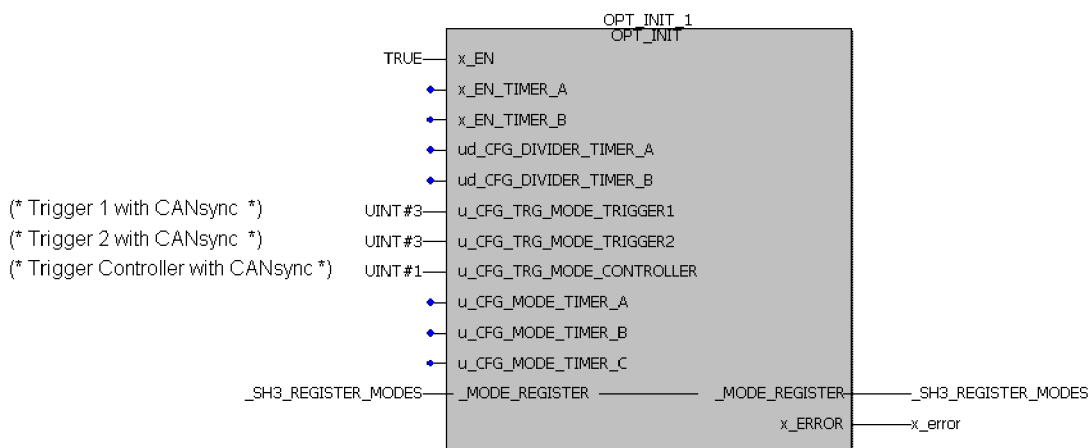 OPT_INIT_1
OPT_INIT
TRUE x_EN
x_EN_TIMER_A
x_EN_TIMER_B
ud_CFG_DIVIDER_TIMER_A
ud_CFG_DIVIDER_TIMER_B
(* Trigger 1 with CANsync *) UINT#3 u_CFG_TRG_MODE_TRIGGER1
(* Trigger 2 with CANsync *) UINT#3 u_CFG_TRG_MODE_TRIGGER2
(* Trigger Controller with CANsync *) UINT#1 u_CFG_TRG_MODE_CONTROLLER
u_CFG_MODE_TIMER_A
u_CFG_MODE_TIMER_B
u_CFG_MODE_TIMER_C
_SH3_REGISTER_MODES _MODE_REGISTER _MODE_REGISTER _SH3_REGISTER_MODES
x_ERROR x_error